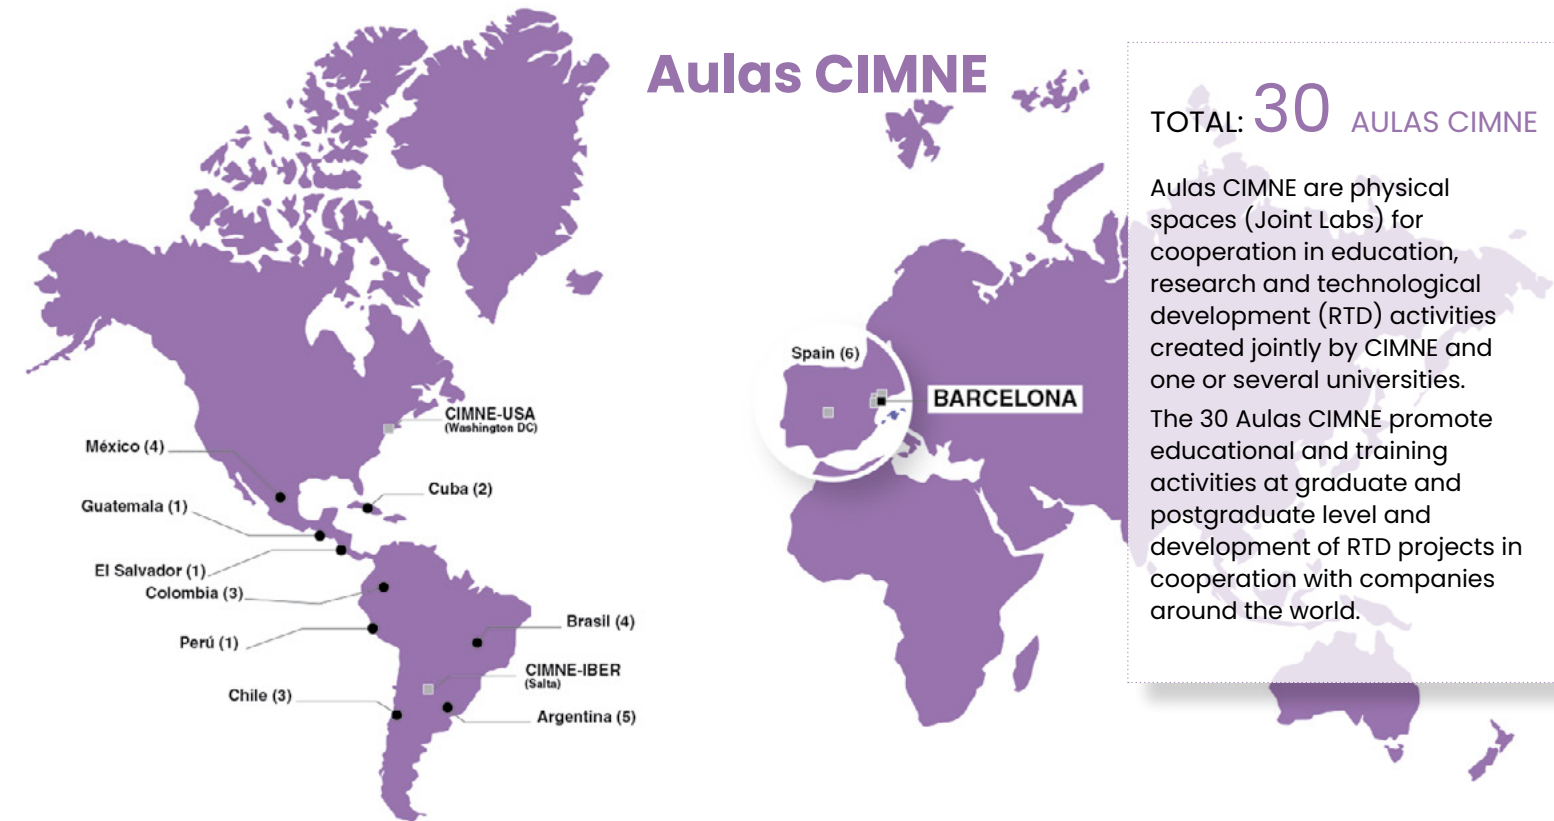 Aulas CIMNE
TOTAL: 30 AULAS CIMNE
Aulas CIMNE are physical
spaces (Joint Labs) for
cooperation in education,
research and technological
development (RTD) activities
created jointly by CIMNE and
one or several universities.
The 30 Aulas CIMNE promote
educational and training
activities at graduate and
postgraduate level and
development of RTD projects in
cooperation with companies
around the world.
Spain (6)
BARCELONA
CIMNE-USA
(Washington DC)
México (4)
Cuba (2)
Guatemala (1)
El Salvador (1)
Colombia (3)
Perú (1)
Brasil (4)
CIMNE-IBER
(Salta)
Chile (3)
Argentina (5)